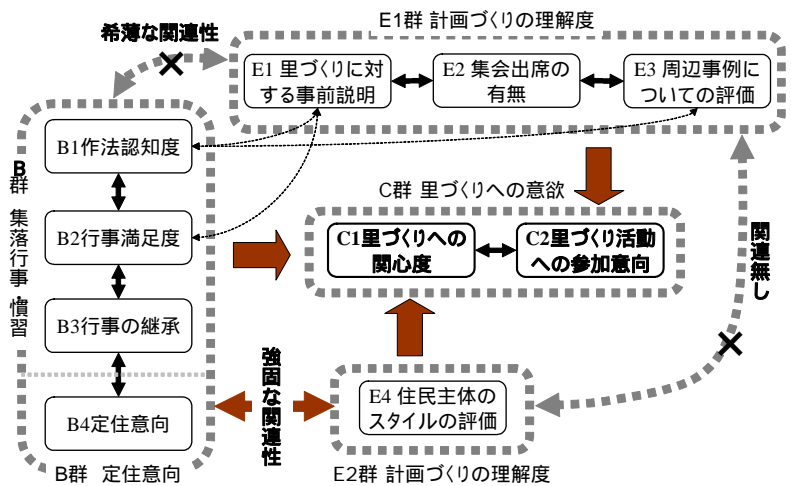 E1群 計画づくりの理解度
希薄な関連性
E1 里づくりに対
する事前説明
E2 集会出席の
有無
E3 周辺事例に
ついての評価
B群 集落行事・慣習
B1作法認知度
B2行事満足度
B3行事の継承
B4定住意向
B群 定住意向
C群 里づくりへの意欲
C1里づくりへの
関心度
C2里づくり活動
への参加意向
関連無し
強固な関連性
E4 住民主体の
スタイルの評価
E2群 計画づくりの理解度